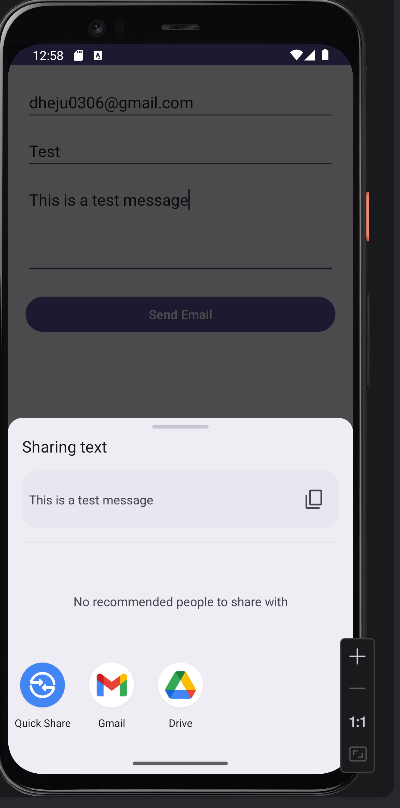 12:58
dheju0306@gmail.com
Test
This is a test message
Send Email
Sharing text
This is a test message
No recommended people to share with
Quick Share Gmail Drive
1:1